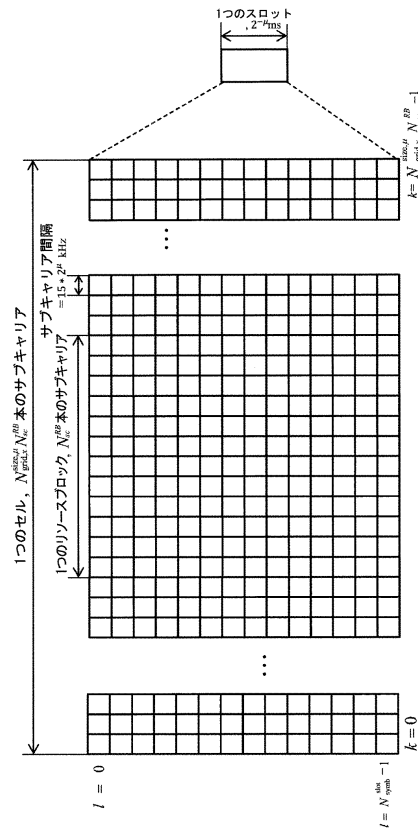 1つのスロット
, 2^{-μ}ms
1つのセル, N^{size,μ}_{grid,x} N^{RB}_{sc} 本のサブキャリア
サブキャリア間隔
=15*2^μ kHz
1つのリソースブロック, N^{RB}_{sc} 本のサブキャリア
...
...
l = 0
l = N^{slot}_{symb} -1
k=0
k= N^{size,μ}_{grid,x} N^{RB}_{sc} -1